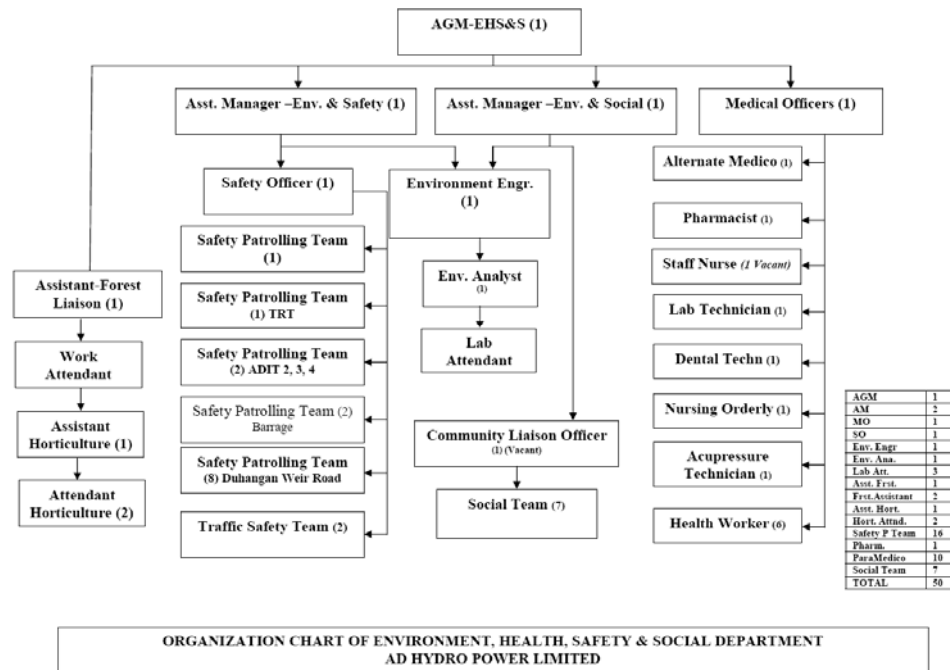 AGM-EHS&S (1)
Asst. Manager –Env. & Safety (1)
Asst. Manager –Env. & Social (1)
Medical Officers (1)
Safety Officer (1)
Environment Engr.
(1)
Alternate Medico (1)
Pharmacist (1)
Staff Nurse (1 Vacant)
Lab Technician (1)
Dental Techn (1)
Nursing Orderly (1)
Acupressure
Technician (1)
Health Worker (6)
Safety Patrolling Team
(1)
Safety Patrolling Team
(1) TRT
Safety Patrolling Team
(2) ADIT 2, 3, 4
Safety Patrolling Team (2)
Barrage
Safety Patrolling Team
(8) Duhangan Weir Road
Traffic Safety Team (2)
Env. Analyst
(1)
Lab
Attendant
Community Liaison Officer
(1) (Vacant)
Social Team (7)
Assistant-Forest
Liaison (1)
Work
Attendant
Assistant
Horticulture (1)
Attendant
Horticulture (2)
AGM 1
AM 2
MO 1
SO 1
Env. Engr 1
Env. Ana. 1
Lab Att. 3
Asst. Frst. 1
Frst.Assistant 2
Asst. Hort. 1
Hort. Attnd. 2
Safety P Team 16
Pharm. 1
ParaMedico 10
Social Team 7
TOTAL 50
ORGANIZATION CHART OF ENVIRONMENT, HEALTH, SAFETY & SOCIAL DEPARTMENT
AD HYDRO POWER LIMITED